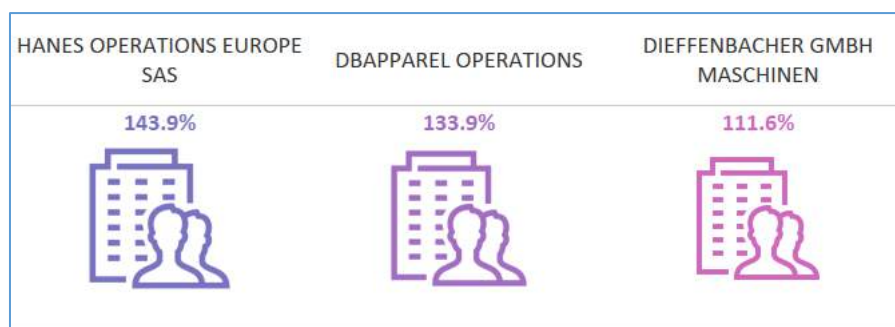 HANES OPERATIONS EUROPE
SAS
DBAPPAREL OPERATIONS
DIEFFENBACHER GMBH
MASCHINEN
143.9%
133.9%
111.6%